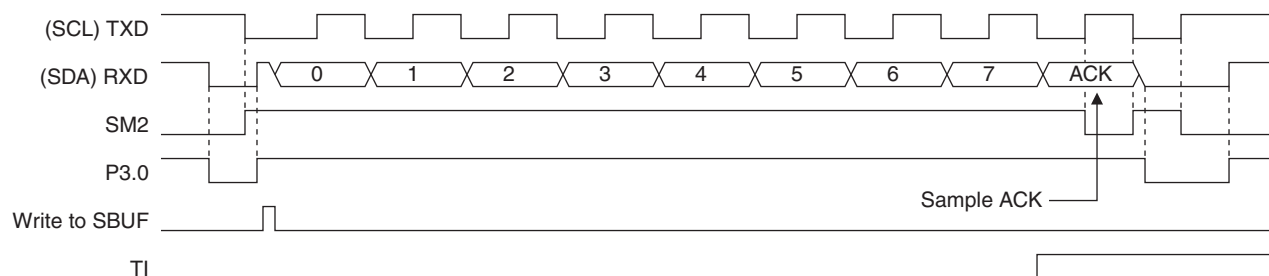 (SCL) TXD
(SDA) RXD 0 1 2 3 4 5 6 7 ACK
SM2
P3.0
Sample ACK
Write to SBUF
TI